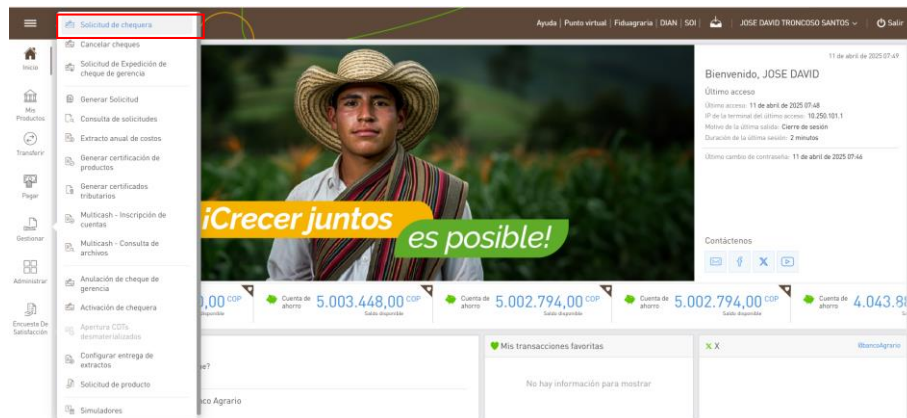 Solicitud de chequera
Ayuda | Punto virtual | Fiduagraria | DIAN | SOI | JOSE DAVID TRONCOSO SANTOS | Salir
Inicio
Mis
Productos
Transferir
Pagar
Gestionar
Administrar
Encuesta De
Satisfacción
Cancelar cheques
Solicitud de Expedición de
cheque de gerencia
Generar Solicitud
Consulta de solicitudes
Extracto anual de costos
Generar certificación de
productos
Generar certificados
tributarios
Multicash - Inscripción de
cuentas
Multicash - Consulta de
archivos
Anulación de cheque de
gerencia
Activación de chequera
Apertura CDTs
desmaterializados
Configurar entrega de
extractos
Solicitud de producto
Simuladores
¡Crecer juntos
es posible!
11 de abril de 2025 07:49
Bienvenido, JOSE DAVID
Último acceso
Último acceso: 11 de abril de 2025 07:48
IP de la terminal del último acceso: 10.250.101.1
Motivo de la última salida: Cierre de sesión
Duración de la última sesión: 2 minutos
Último cambio de contraseña: 11 de abril de 2025 07:46
Contáctenos
,00 COP
disponible
Cuenta de
ahorro
5.003.448,00 COP
Saldo disponible
Cuenta de
ahorro
5.002.794,00 COP
Saldo disponible
Cuenta de
ahorro
5.002.794,00 COP
Saldo disponible
Cuenta de
ahorro
4.043.8
Mis transacciones favoritas
No hay información para mostrar
X
@bancoAgrario
e?
co Agrario